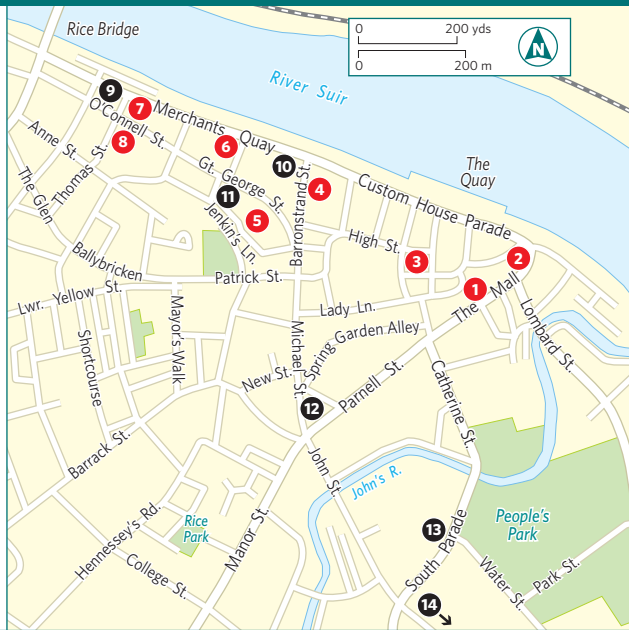 Rice Bridge
0 200 yds
0 200 m
N
River Suir
9
7
Merchants Quay
O'Connell St.
8
6
10
The Quay
Anne St.
Thomas St.
The Glen
Gt. George St.
11
5
4
Barronstrand St.
Custom House Parade
Jenkin's Ln.
High St.
3
2
1
The Mall
Ballybricken
Patrick St.
Lwr. Yellow St.
Lady Ln.
Lombard St.
Mayor's Walk
Shortcourse
Michael St.
Spring Garden Alley
New St.
Parnell St.
12
Catherine St.
Barrack St.
John St.
John's R.
Hennessey's Rd.
Rice Park
Manor St.
College St.
13
South Parade
People's Park
Water St.
Park St.
14